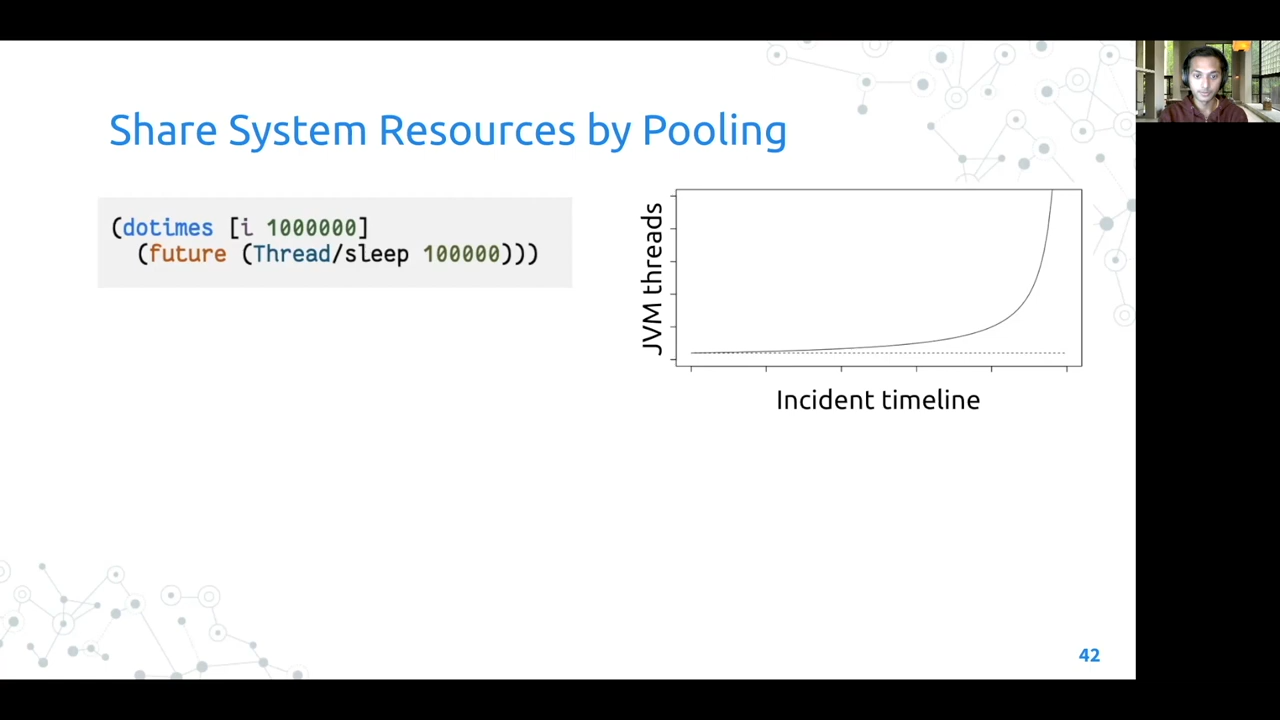 Share System Resources by Pooling
(dotimes [i 1000000]
(future (Thread/sleep 100000)))
JVM threads
Incident timeline
42